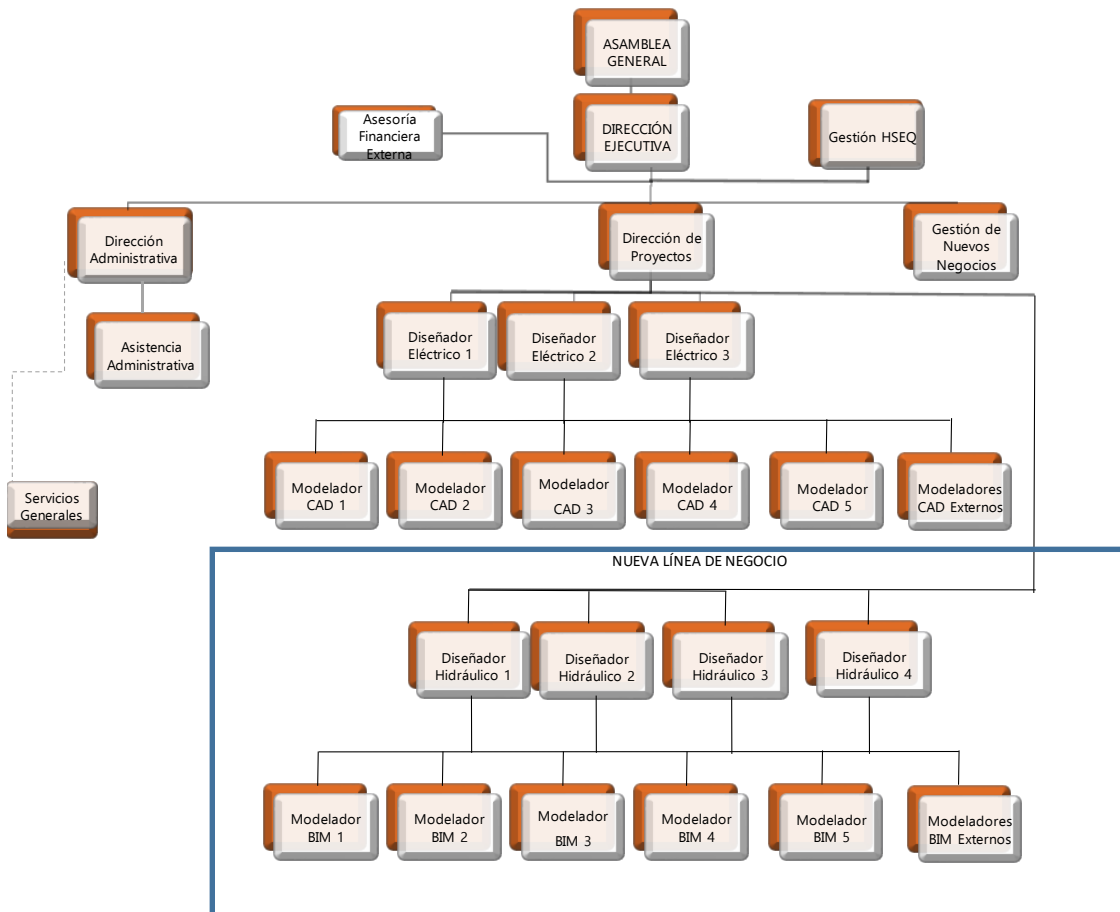 ASAMBLEA
GENERAL
Asesoría
Financiera
Externa
DIRECCIÓN
EJECUTIVA
Gestión HSEQ
Dirección
Administrativa
Dirección de
Proyectos
Gestión de
Nuevos
Negocios
Asistencia
Administrativa
Diseñador
Eléctrico 1
Diseñador
Eléctrico 2
Diseñador
Eléctrico 3
Servicios
Generales
Modelador
CAD 1
Modelador
CAD 2
Modelador
CAD 3
Modelador
CAD 4
Modelador
CAD 5
Modeladores
CAD Externos
NUEVA LÍNEA DE NEGOCIO
Diseñador
Hidráulico 1
Diseñador
Hidráulico 2
Diseñador
Hidráulico 3
Diseñador
Hidráulico 4
Modelador
BIM 1
Modelador
BIM 2
Modelador
BIM 3
Modelador
BIM 4
Modelador
BIM 5
Modeladores
BIM Externos